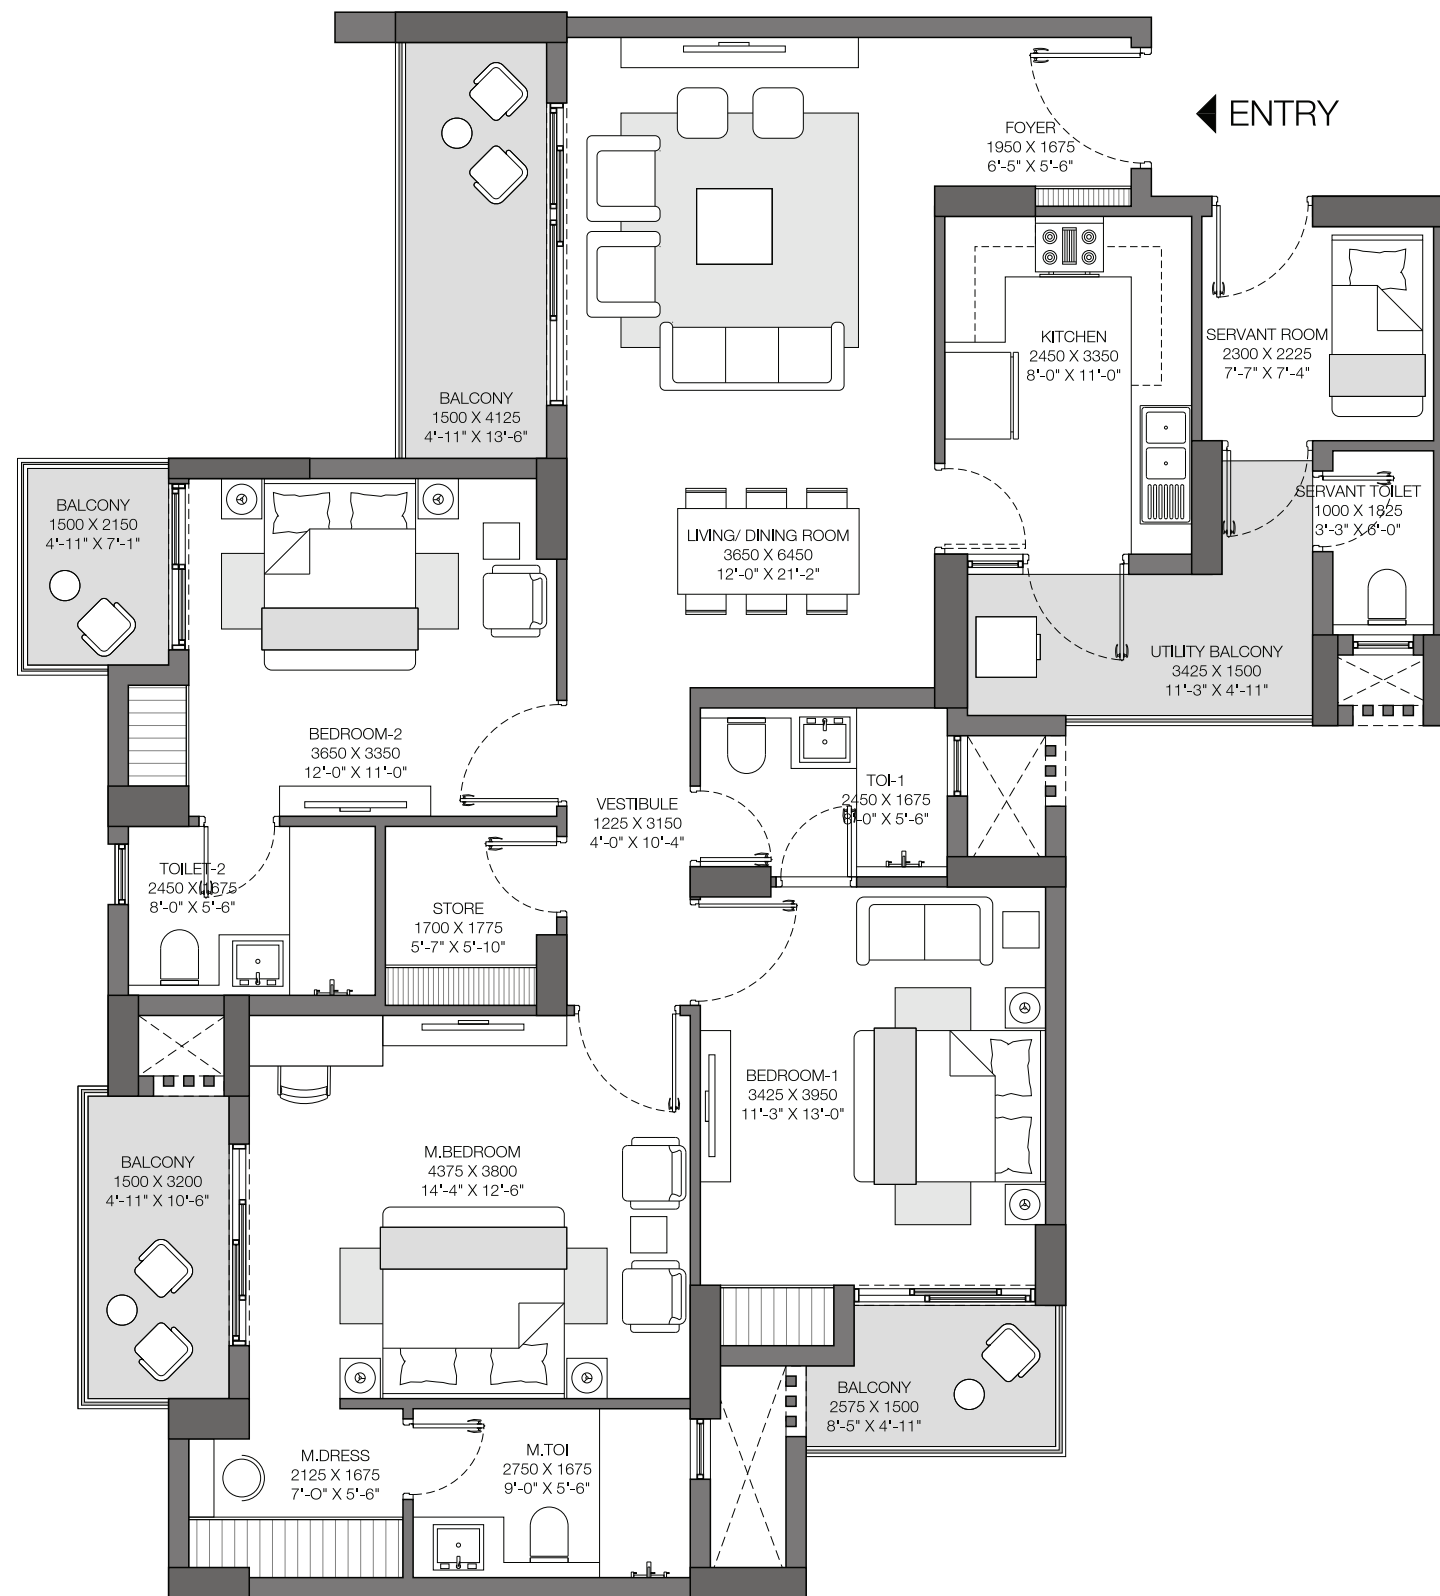 ENTRY
FOYER
1950 X 1675
6'-5" X 5'-6"
KITCHEN
2450 X 3350
8'-0" X 11'-0"
SERVANT ROOM
2300 X 2225
7'-7" X 7'-4"
BALCONY
1500 X 4125
4'-11" X 13'-6"
BALCONY
1500 X 2150
4'-11" X 7'-1"
LIVING/ DINING ROOM
3650 X 6450
12'-0" X 21'-2"
SERVANT TOILET
1000 X 1825
3'-3" X 6'-0"
UTILITY BALCONY
3425 X 1500
11'-3" X 4'-11"
BEDROOM-2
3650 X 3350
12'-0" X 11'-0"
VESTIBULE
1225 X 3150
4'-0" X 10'-4"
TOI-1
2450 X 1675
8'-0" X 5'-6"
TOILET-2
2450 X 1675
8'-0" X 5'-6"
STORE
1700 X 1775
5'-7" X 5'-10"
BEDROOM-1
3425 X 3950
11'-3" X 13'-0"
M.BEDROOM
4375 X 3800
14'-4" X 12'-6"
BALCONY
1500 X 3200
4'-11" X 10'-6"
BALCONY
2575 X 1500
8'-5" X 4'-11"
M.DRESS
2125 X 1675
7'-O" X 5'-6"
M.TOI
2750 X 1675
9'-0" X 5'-6"